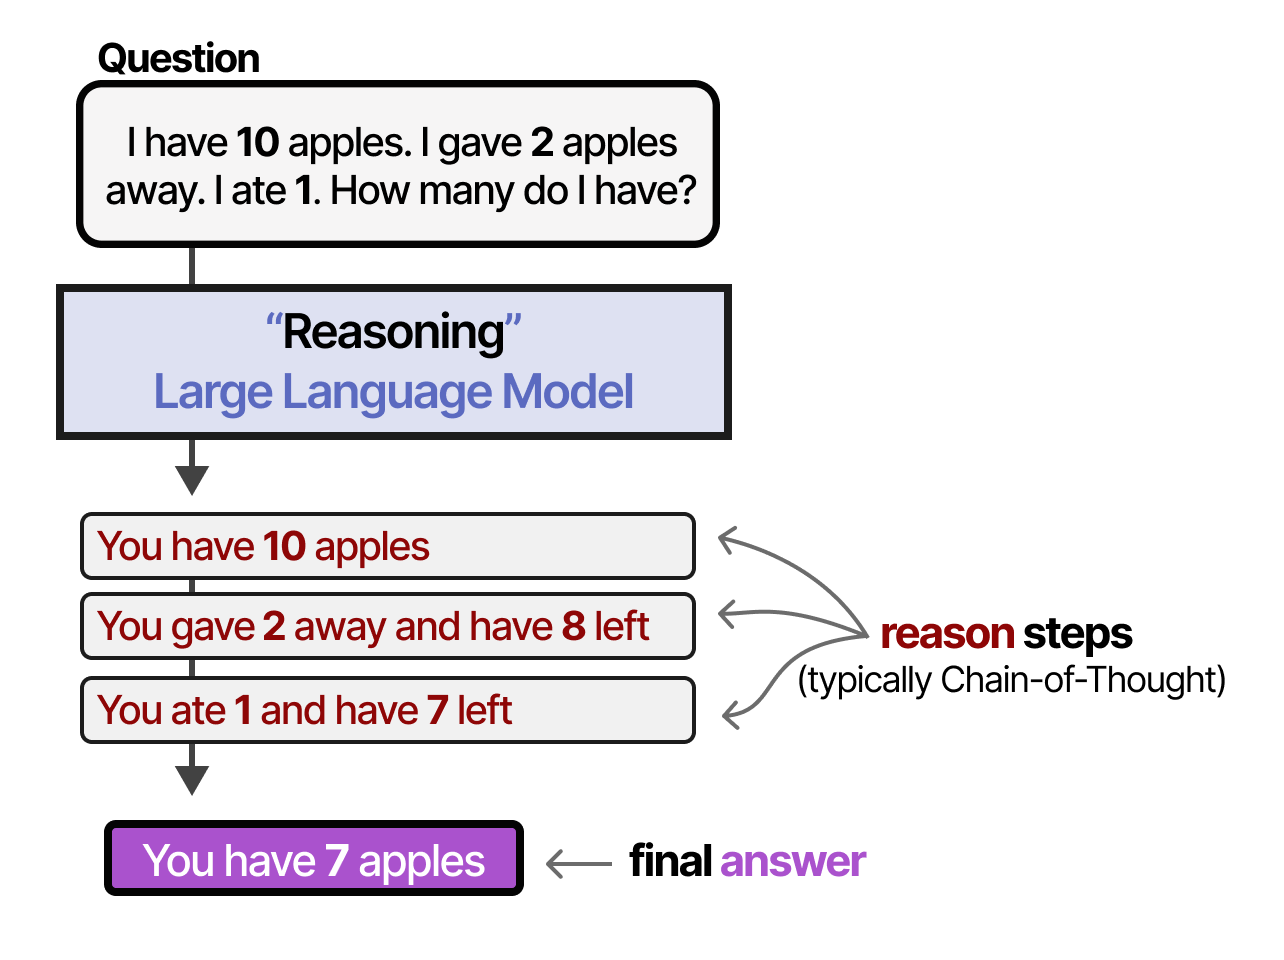 Question
I have 10 apples. I gave 2 apples
away. I ate 1. How many do I have?
“Reasoning”
Large Language Model
You have 10 apples
You gave 2 away and have 8 left
You ate 1 and have 7 left
reason steps
(typically Chain-of-Thought)
You have 7 apples
final answer